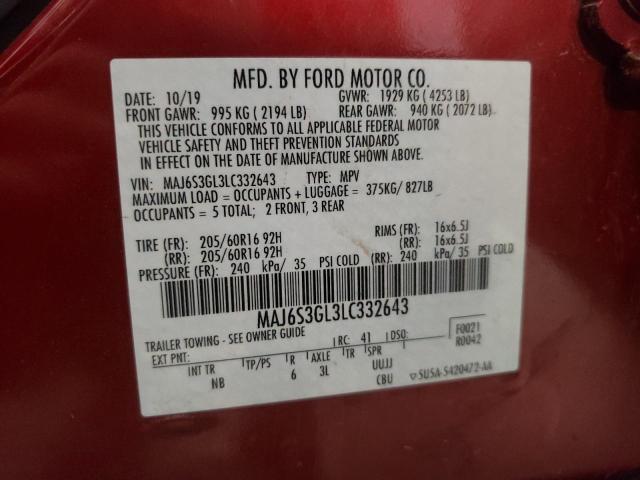 MFD. BY FORD MOTOR CO.
DATE: 10/19 GVWR: 1929 KG ( 4253 LB)
FRONT GAWR: 995 KG ( 2194 LB) REAR GAWR: 940 KG ( 2072 LB)
THIS VEHICLE CONFORMS TO ALL APPLICABLE FEDERAL MOTOR
VEHICLE SAFETY AND THEFT PREVENTION STANDARDS
IN EFFECT ON THE DATE OF MANUFACTURE SHOWN ABOVE.
VIN: MAJ6S3GL3LC332643 TYPE: MPV
MAXIMUM LOAD = OCCUPANTS + LUGGAGE = 375KG/ 827LB
OCCUPANTS = 5 TOTAL; 2 FRONT, 3 REAR
TIRE (FR): 205/60R16 92H RIMS (FR): 16x6.5J
(RR): 205/60R16 92H (RR): 16x6.5J
PRESSURE (FR): 240 kPa/ 35 PSI COLD (RR): 240 kPa/ 35 PSI COLD
MAJ6S3GL3LC332643
TRAILER TOWING - SEE OWNER GUIDE RC: 41 DSO: F0021
EXT PNT: R0042
INT TR TP/PS R AXLE TR SPR UUJJ
NB 6 3L CBU 5U5A-S420472-AA